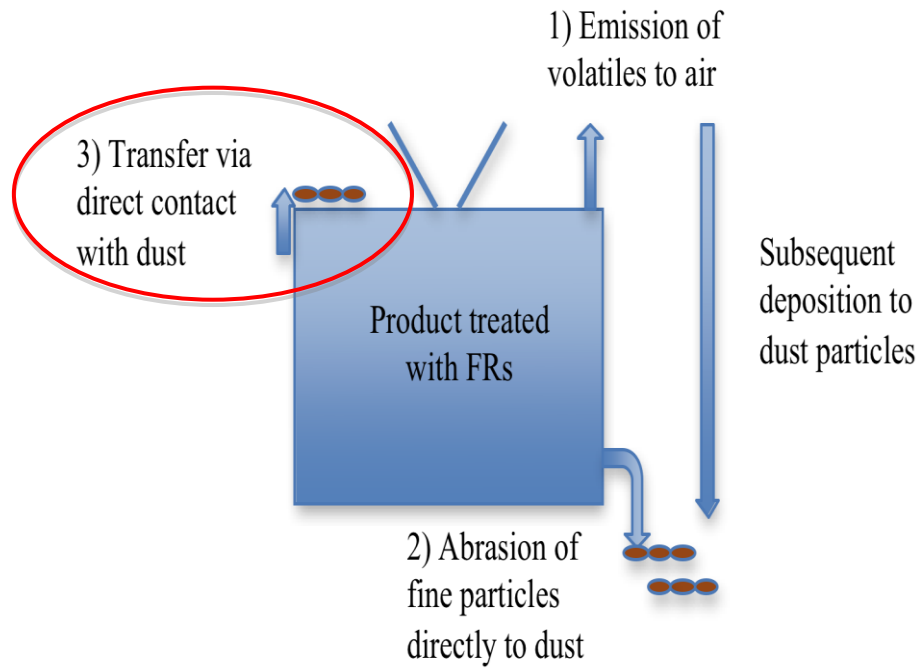 1) Emission of
volatiles to air
3) Transfer via
direct contact
with dust
Product treated
with FRs
Subsequent
deposition to
dust particles
2) Abrasion of
fine particles
directly to dust